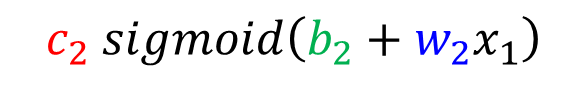 c₂ sigmoid(b₂ + w₂x₁)